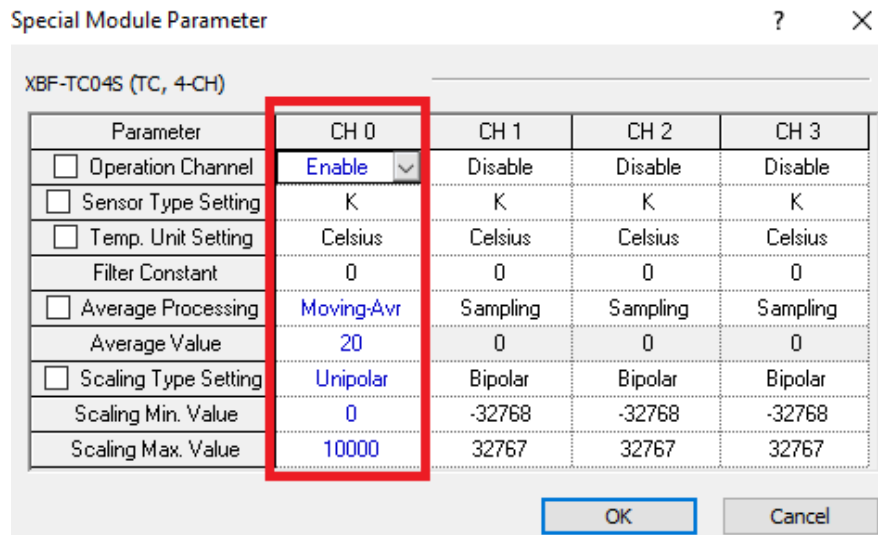 Special Module Parameter ? ×
XBF-TC04S (TC, 4-CH)
Parameter CH 0 CH 1 CH 2 CH 3
Operation Channel Enable Disable Disable Disable
Sensor Type Setting K K K K
Temp. Unit Setting Celsius Celsius Celsius Celsius
Filter Constant 0 0 0 0
Average Processing Moving-Avr Sampling Sampling Sampling
Average Value 20 0 0 0
Scaling Type Setting Unipolar Bipolar Bipolar Bipolar
Scaling Min. Value 0 -32768 -32768 -32768
Scaling Max. Value 10000 32767 32767 32767
OK Cancel